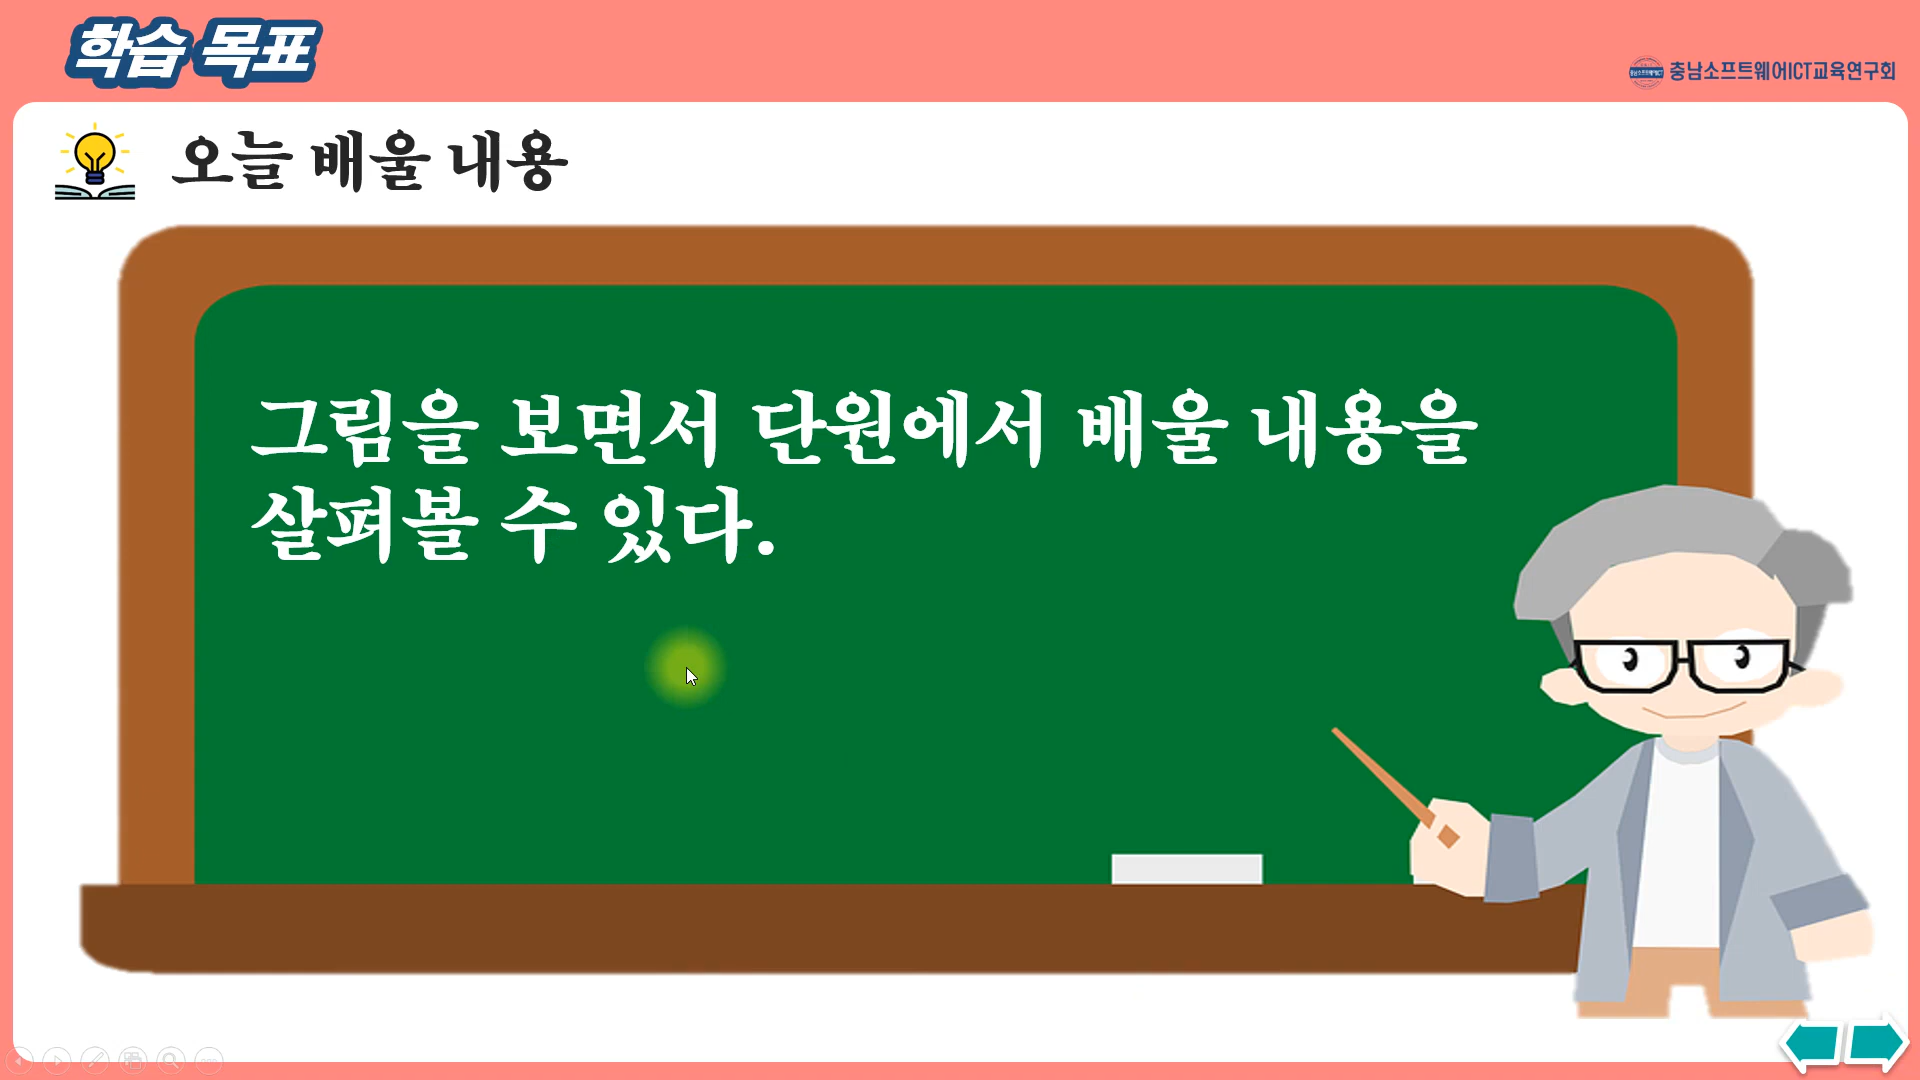 학습 목표
충남소프트웨어ICT교육연구회
오늘 배울 내용
그림을 보면서 단원에서 배울 내용을
살펴볼 수 있다.